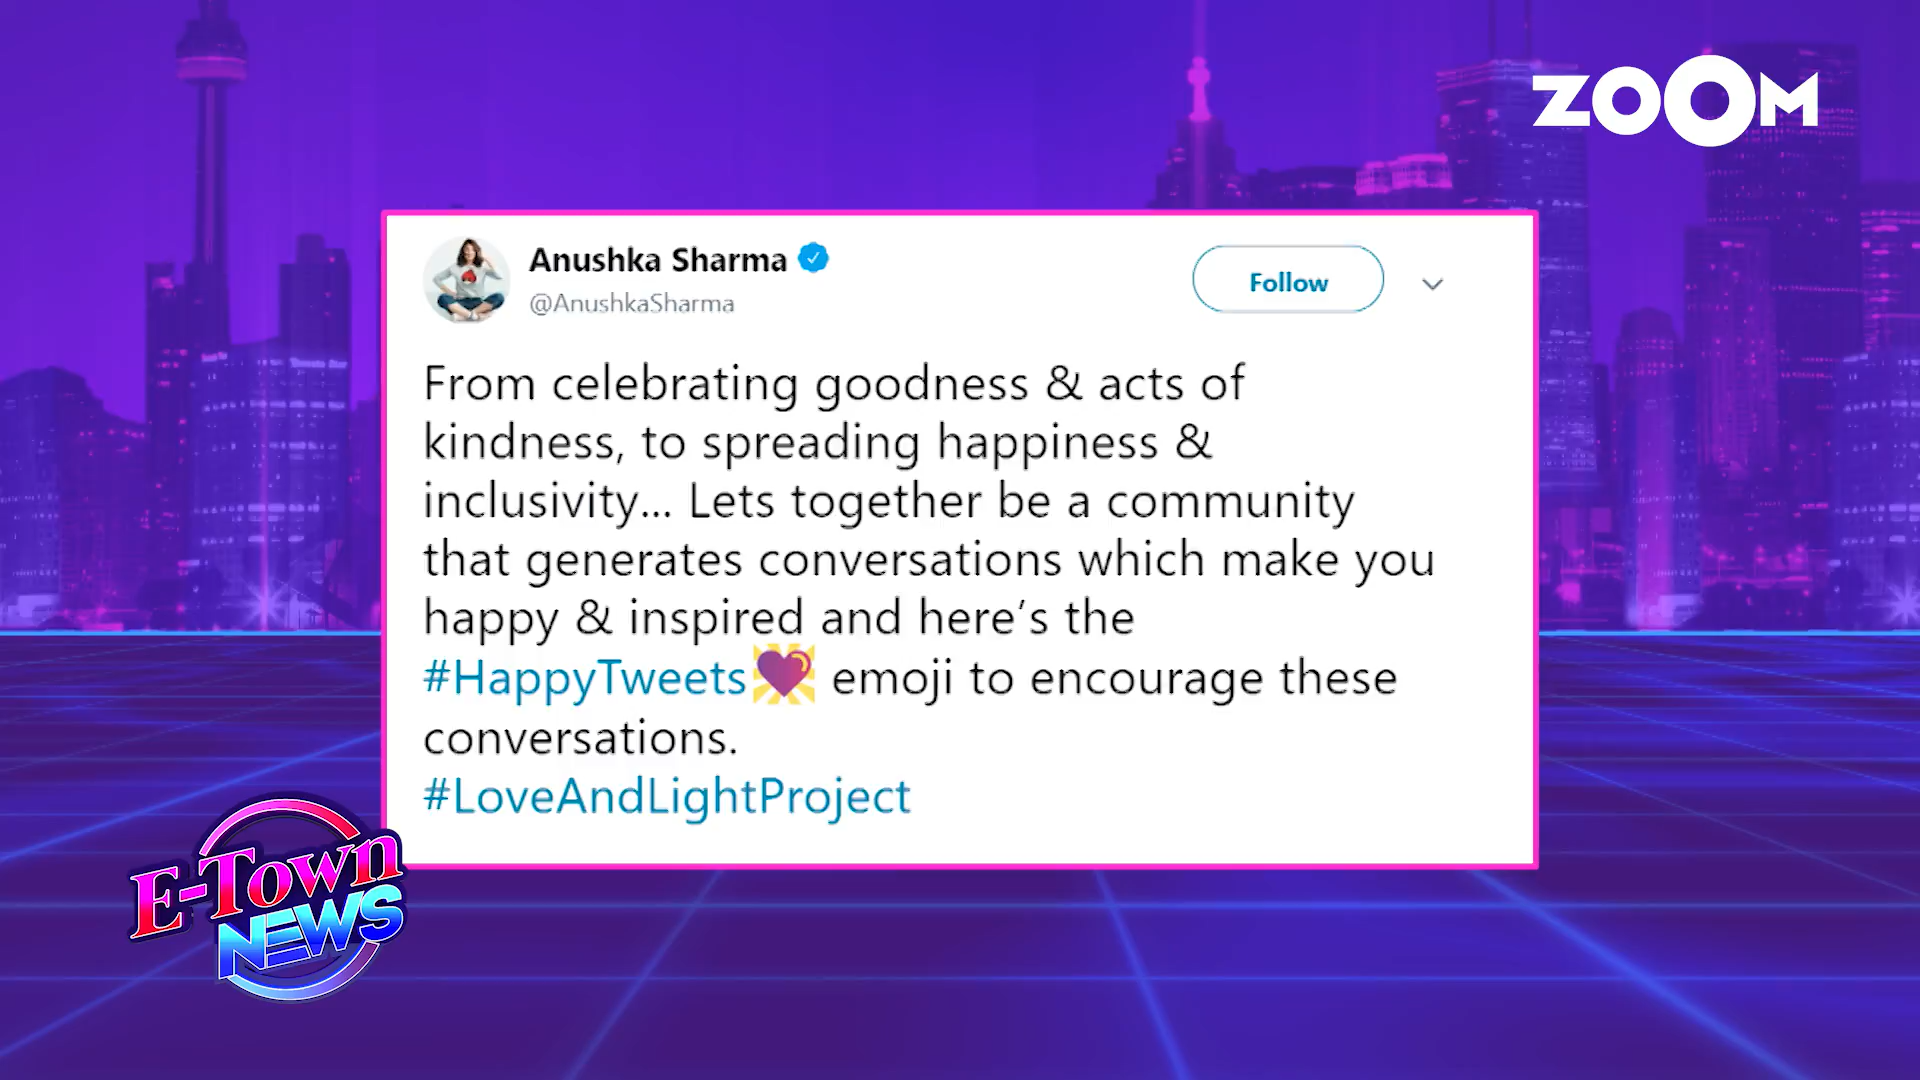 ZOOM
Anushka Sharma
@AnushkaSharma
Follow
From celebrating goodness & acts of
kindness, to spreading happiness &
inclusivity... Lets together be a community
that generates conversations which make you
happy & inspired and here's the
#HappyTweets💜 emoji to encourage these
conversations.
#LoveAndLightProject
E-Town
NEWS